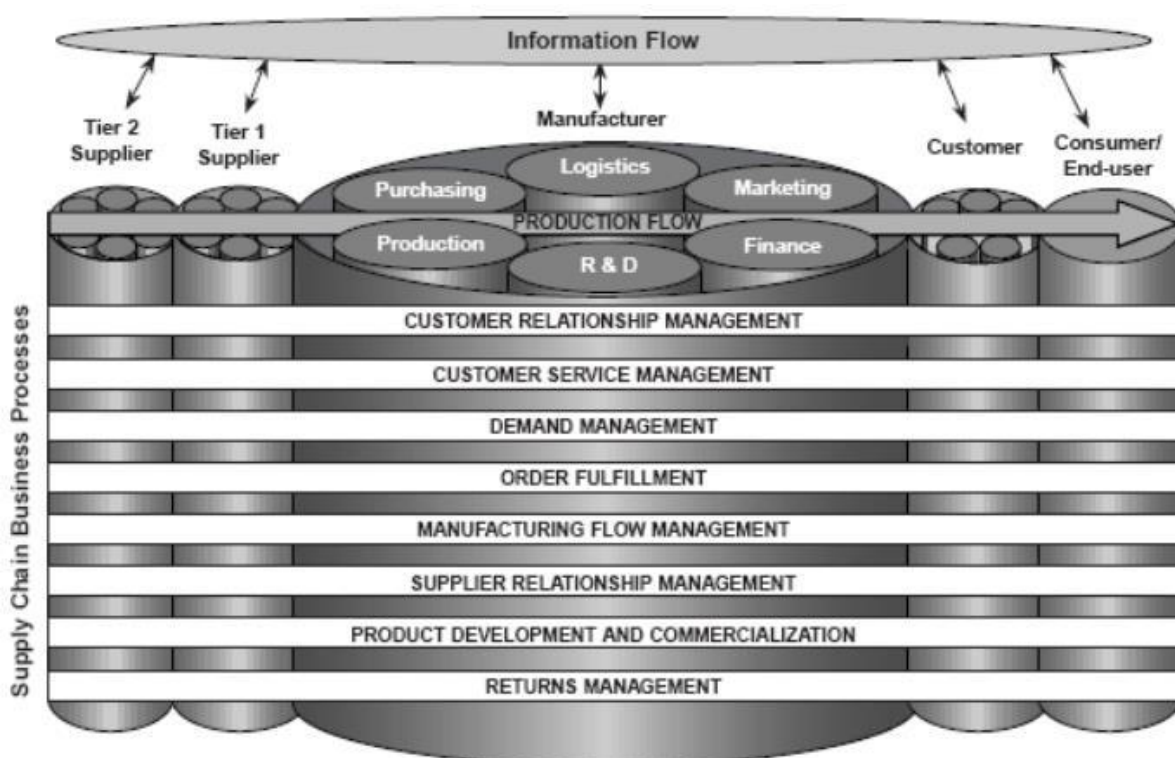 Information Flow
Tier 2
Supplier
Tier 1
Supplier
Manufacturer
Customer
Consumer/
End-user
Logistics
Purchasing
Marketing
PRODUCTION FLOW
Production
Finance
R & D
Supply Chain Business Processes
CUSTOMER RELATIONSHIP MANAGEMENT
CUSTOMER SERVICE MANAGEMENT
DEMAND MANAGEMENT
ORDER FULFILLMENT
MANUFACTURING FLOW MANAGEMENT
SUPPLIER RELATIONSHIP MANAGEMENT
PRODUCT DEVELOPMENT AND COMMERCIALIZATION
RETURNS MANAGEMENT